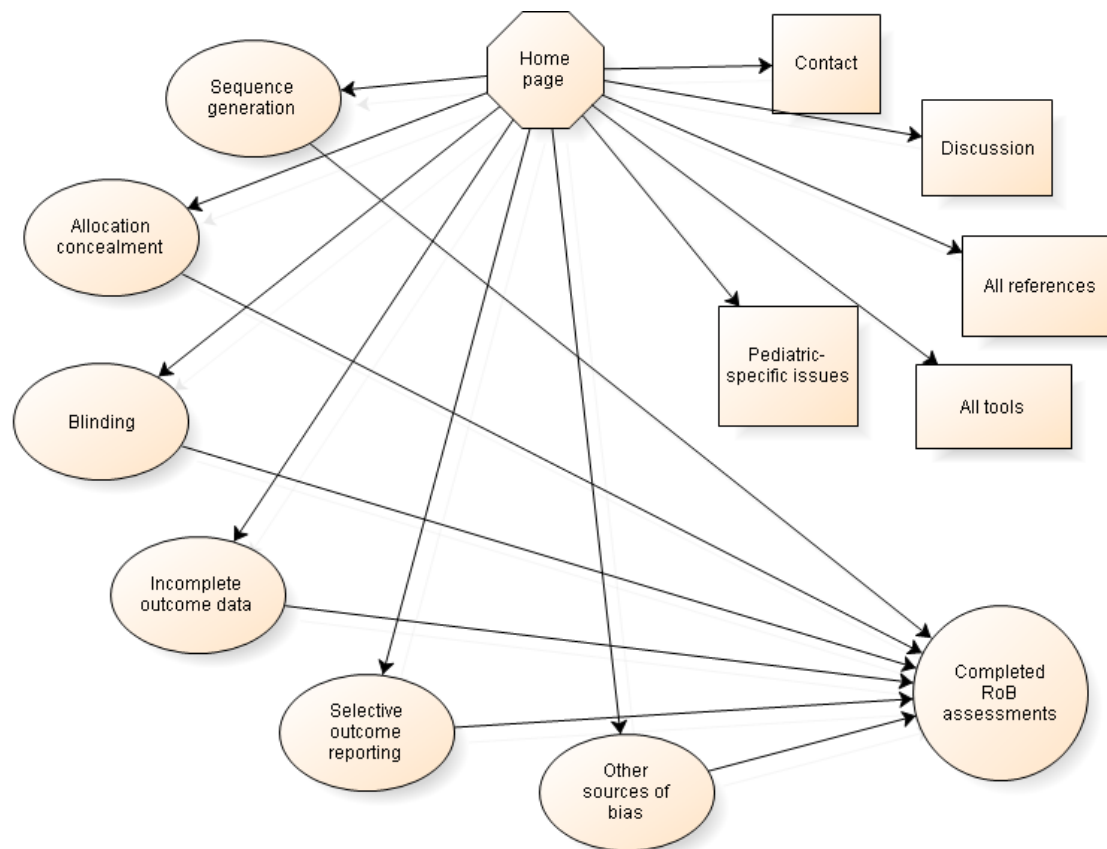 Home
page
Contact
Sequence
generation
Discussion
Allocation
concealment
All references
Pediatric-
specific issues
All tools
Blinding
Incomplete
outcome data
Completed
RoB
assessments
Selective
outcome
reporting
Other
sources of
bias